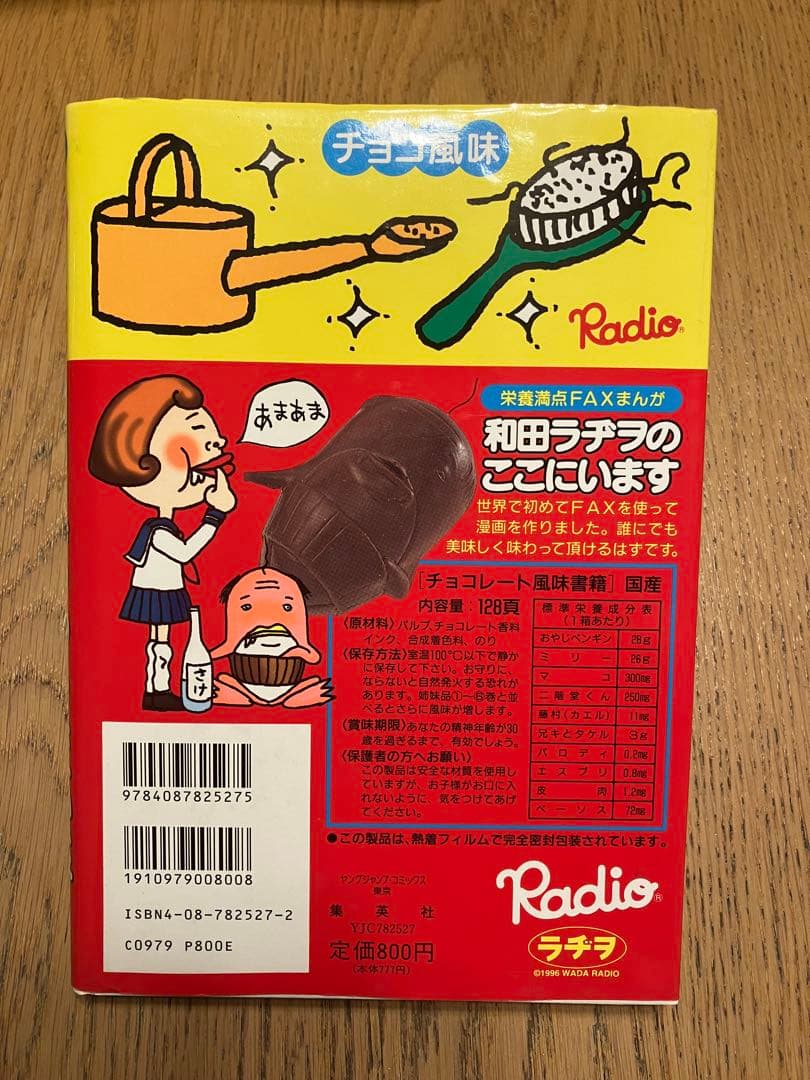 チョコ風味
Radio®
あまあま
栄養満点FAXまんが
和田ラヂヲの
ここにいます
世界で初めてFAXを使って
漫画を作りました。誰にでも
美味しく味わって頂けるはずです。
[チョコレート風味書籍] 国産
内容量：128頁
〈原材料〉パルプ、チョコレート香料
インク、合成着色料、のり
〈保存方法〉室温100℃以下で静か
に保存して下さい。お守りに
ならないと自然発火する恐れが
あります。姉妹品①〜⑥巻と並
べるとさらに風味が増します。
〈賞味期限〉あなたの精神年齢が30
歳を過ぎるまで、有効でしょう。
〈保護者の方へお願い〉
この製品は安全な材質を使用し
ていますが、お子様がお口に入
れないように、気をつけてあげ
てください。
標準栄養成分表
(1箱あたり)
おやじペンギン 28g
ミリー 26g
マコ 300mg
二階堂くん 250mg
藤村(カエル) 11mg
兄キとタケル 3g
パロディ 0.2mg
エスプリ 0.8mg
皮肉 1.2mg
ペーソス 72mg
●この製品は、熱着フィルムで完全密封包装されています。
さけ
9784087825275
1910979008008
ISBN4-08-782527-2
C0979 P800E
ヤングジャンプ・コミックス
東京
集英社
YJC782527
定価800円
(本体777円)
Radio®
ラヂヲ
©1996 WADA RADIO